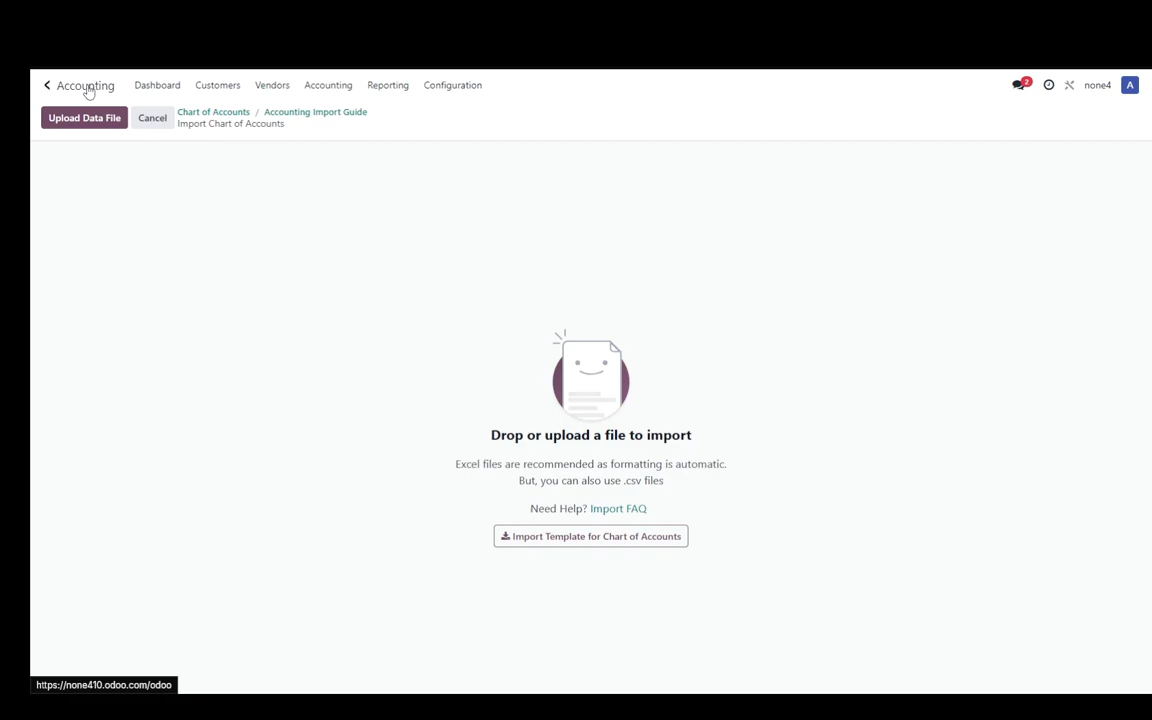 Accounting Dashboard Customers Vendors Accounting Reporting Configuration 2 none4 A
Upload Data File Cancel Chart of Accounts / Accounting Import Guide
Import Chart of Accounts
Drop or upload a file to import
Excel files are recommended as formatting is automatic.
But, you can also use .csv files
Need Help? Import FAQ
Import Template for Chart of Accounts
https://none410.odoo.com/odoo